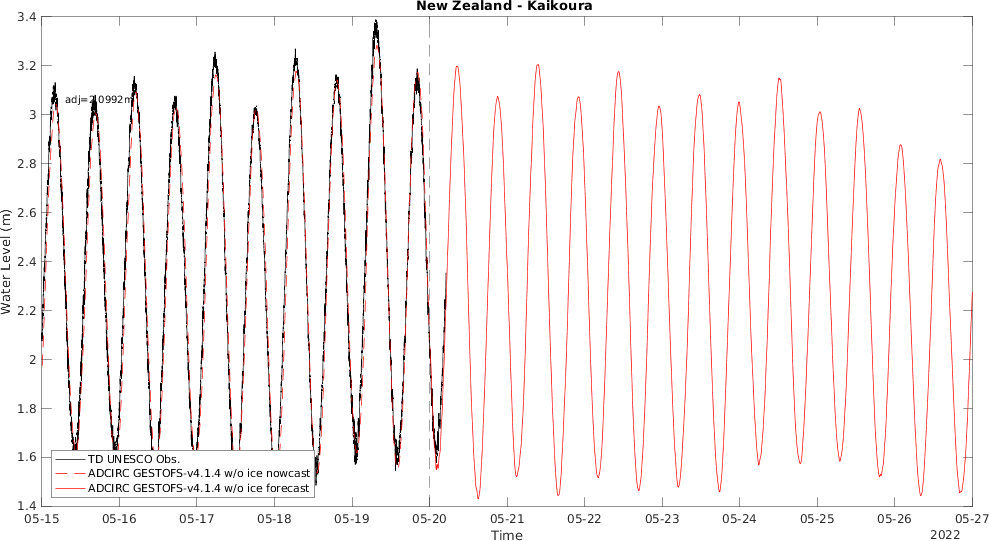 New Zealand - Kaikoura
3.4
3.2
3
2.8
2.6
2.4
2.2
2
1.8
1.6
1.4
Water Level (m)
adj=2.0992m
TD UNESCO Obs.
ADCIRC GESTOFS-v4.1.4 w/o ice nowcast
ADCIRC GESTOFS-v4.1.4 w/o ice forecast
05-15 05-16 05-17 05-18 05-19 05-20 05-21 05-22 05-23 05-24 05-25 05-26 05-27
Time
2022